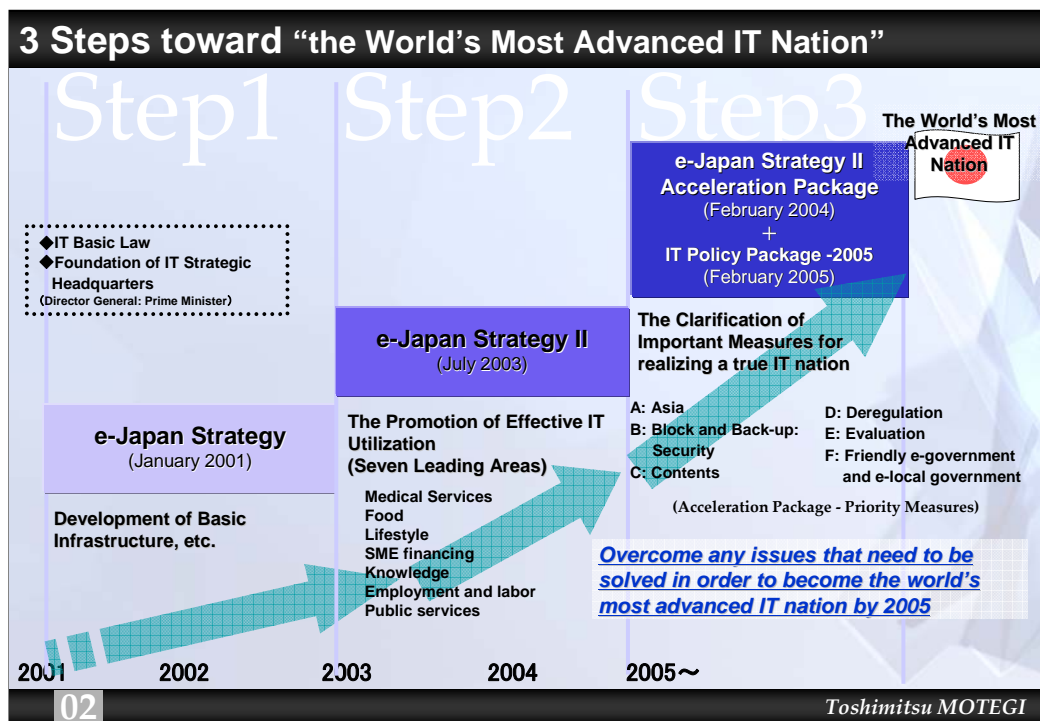 3 Steps toward “the World’s Most Advanced IT Nation”
Step1
Step2
Step3
The World’s Most
Advanced IT
Nation
e-Japan Strategy II
Acceleration Package
(February 2004)
+
IT Policy Package -2005
(February 2005)
◆IT Basic Law
◆Foundation of IT Strategic
Headquarters
(Director General: Prime Minister)
e-Japan Strategy II
(July 2003)
The Clarification of
Important Measures for
realizing a true IT nation
e-Japan Strategy
(January 2001)
The Promotion of Effective IT
Utilization
(Seven Leading Areas)
Medical Services
Food
Lifestyle
SME financing
Knowledge
Employment and labor
Public services
A: Asia
B: Block and Back-up:
Security
C: Contents
D: Deregulation
E: Evaluation
F: Friendly e-government
and e-local government
(Acceleration Package - Priority Measures)
Development of Basic
Infrastructure, etc.
Overcome any issues that need to be
solved in order to become the world’s
most advanced IT nation by 2005
2001 2002 2003 2004 2005～
02
Toshimitsu MOTEGI